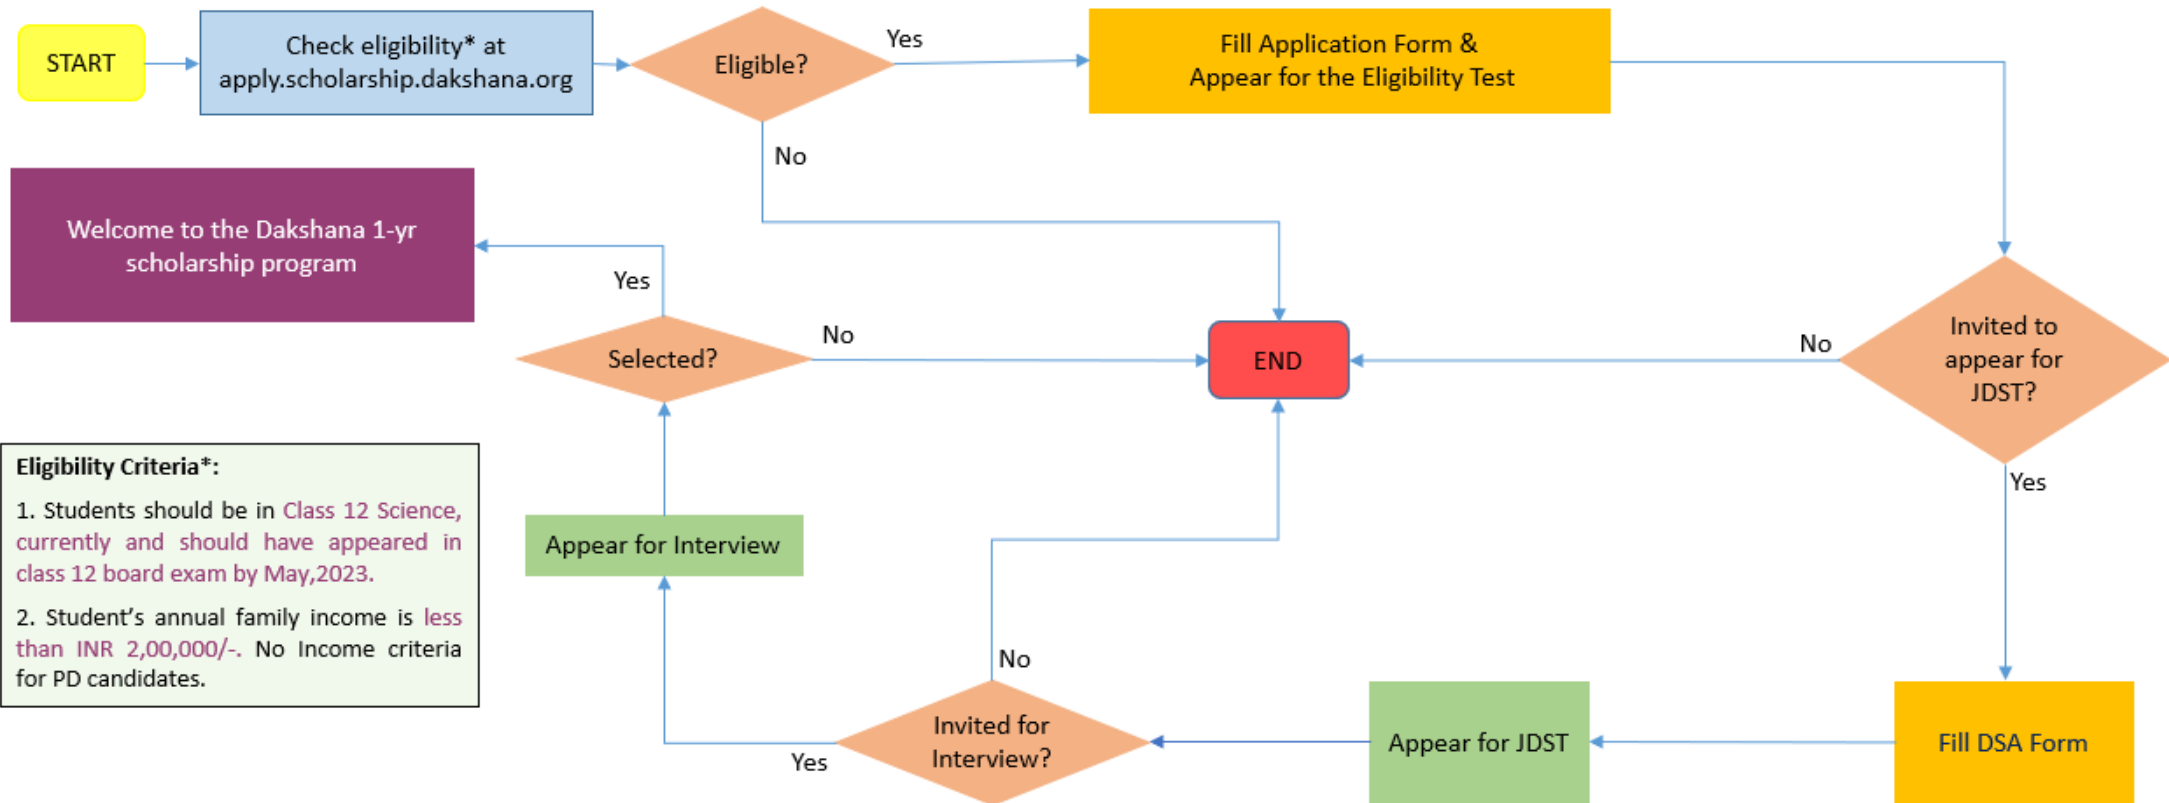 START
Check eligibility* at
apply.scholarship.dakshana.org
Eligible?
Yes
Fill Application Form &
Appear for the Eligibility Test
No
Welcome to the Dakshana 1-yr
scholarship program
Yes
Selected?
No
END
No
Invited to
appear for
JDST?
Yes
Eligibility Criteria*:
1. Students should be in Class 12 Science,
currently and should have appeared in
class 12 board exam by May,2023.
2. Student’s annual family income is less
than INR 2,00,000/-. No Income criteria
for PD candidates.
Appear for Interview
No
Invited for
Interview?
Yes
Appear for JDST
Fill DSA Form